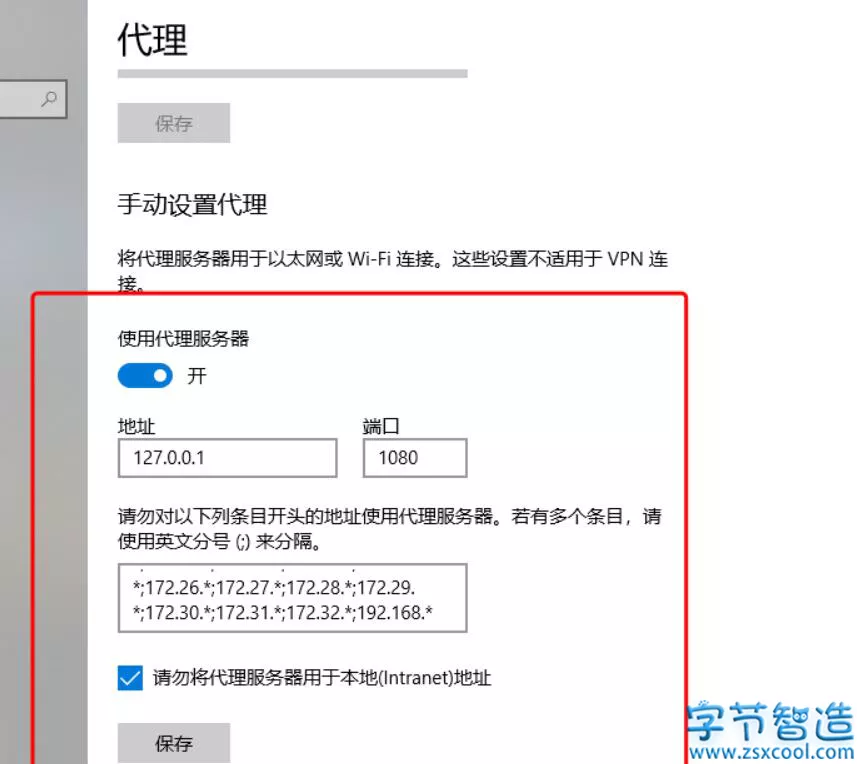 代理
保存
手动设置代理
将代理服务器用于以太网或 Wi-Fi 连接。这些设置不适用于 VPN 连
接。
使用代理服务器
开
地址
端口
127.0.0.1
1080
请勿对以下列条目开头的地址使用代理服务器。若有多个条目，请
使用英文分号 (;) 来分隔。
*;172.26.*;172.27.*;172.28.*;172.29.
*;172.30.*;172.31.*;172.32.*;192.168.*
请勿将代理服务器用于本地(Intranet)地址
保存
字节智造
www.zsxcool.com